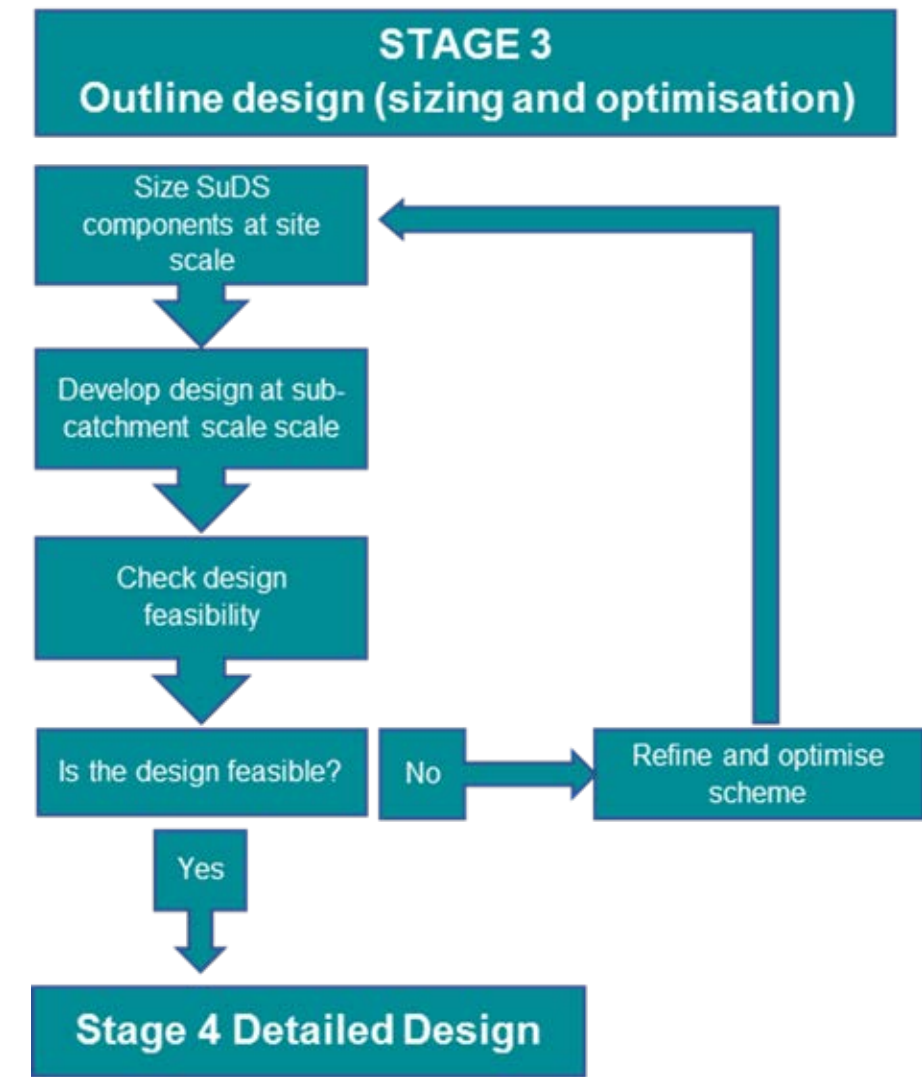 STAGE 3
Outline design (sizing and optimisation)
Size SuDS
components at site
scale
Develop design at sub-
catchment scale scale
Check design
feasibility
Is the design feasible?
No
Refine and optimise
scheme
Yes
Stage 4 Detailed Design